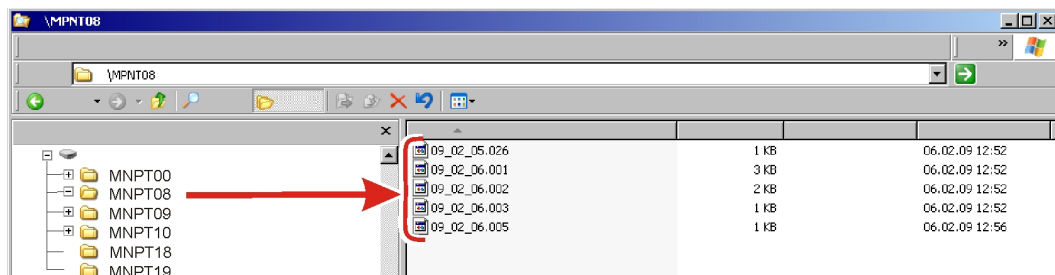 \MPNT08
»
\MPNT08
×
09_02_05.026 1 KB 06.02.09 12:52
MNPT00 09_02_06.001 3 KB 06.02.09 12:52
MNPT08 09_02_06.002 2 KB 06.02.09 12:52
MNPT09 09_02_06.003 1 KB 06.02.09 12:52
MNPT10 09_02_06.005 1 KB 06.02.09 12:56
MNPT18
MNPT19